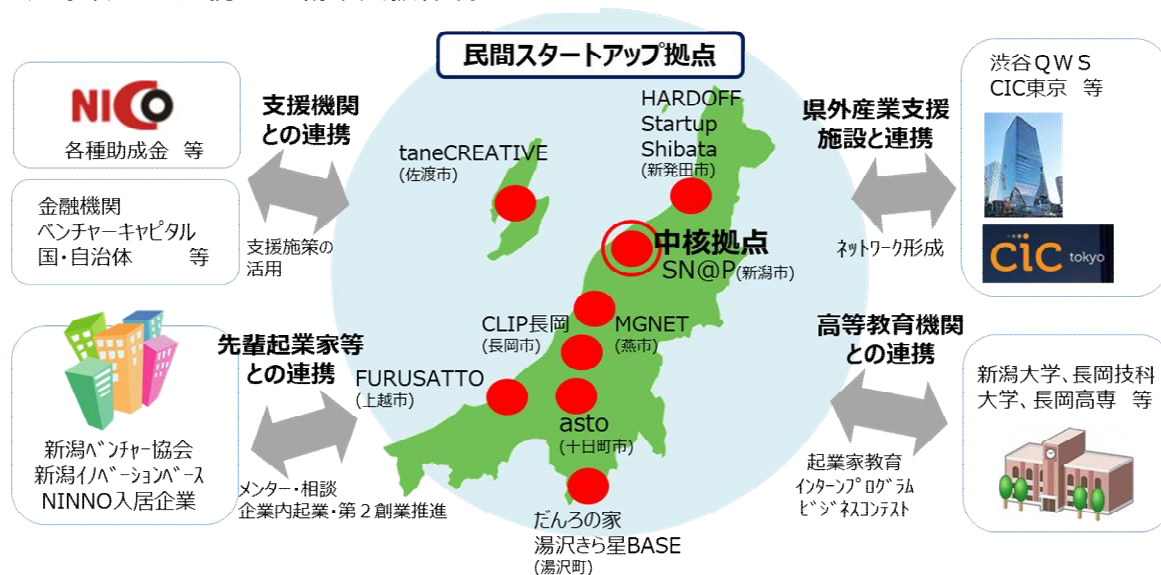 民間スタートアップ拠点
NICO
各種助成金 等
金融機関
ベンチャーキャピタル
国・自治体 等
支援機関
との連携
支援施策の
活用
taneCREATIVE
(佐渡市)
HARDOFF
Startup
Shibata
(新発田市)
中核拠点
SN@P(新潟市)
CLIP長岡
(長岡市)
MGNET
(燕市)
FURUSATTO
(上越市)
asto
(十日町市)
だんろの家
湯沢きら星BASE
(湯沢町)
県外産業支援
施設と連携
ネットワーク形成
渋谷QWS
CIC東京 等
cic tokyo
先輩起業家等
との連携
新潟ベンチャー協会
新潟イノベーションベース
NINNO入居企業
メンター・相談
企業内起業・第２創業推進
高等教育機関
との連携
起業家教育
インターンプログラム
ビジネスコンテスト
新潟大学、長岡技科
大学、長岡高専 等